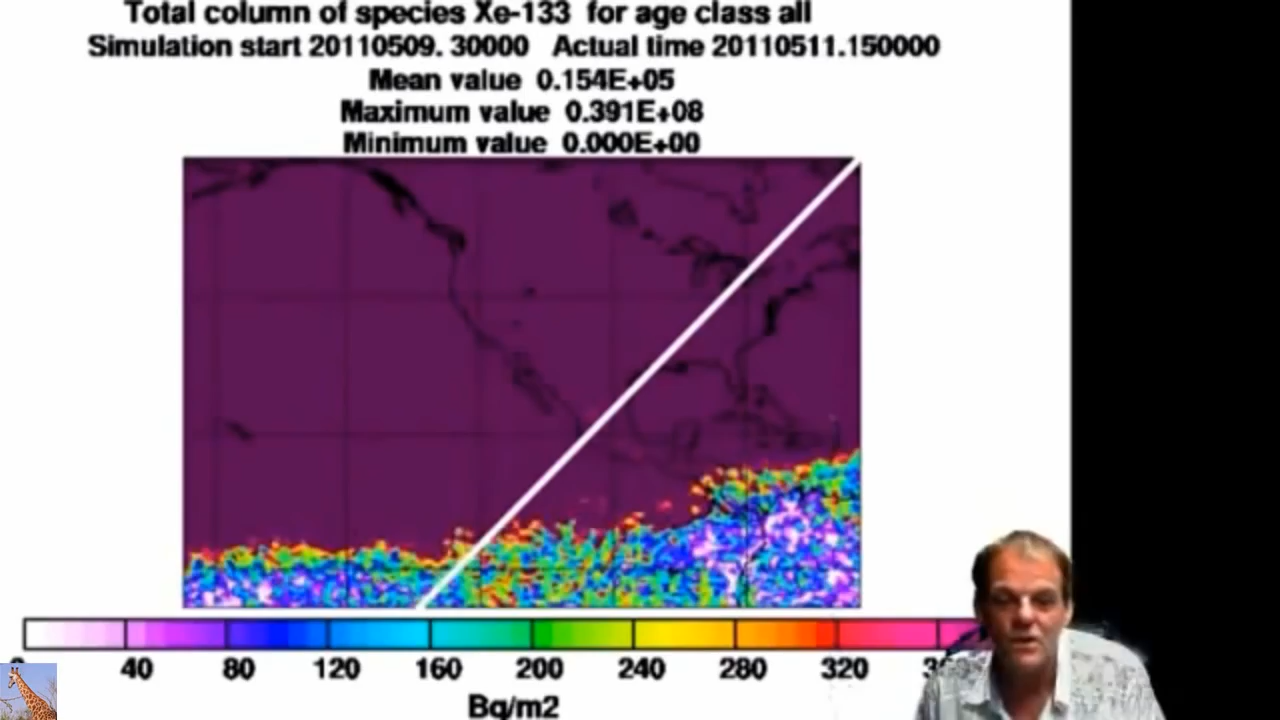 Total column of species Xe-133 for age class all
Simulation start 20110509. 30000 Actual time 20110511.150000
Mean value 0.154E+05
Maximum value 0.391E+08
Minimum value 0.000E+00
40 80 120 160 200 240 280 320
Bq/m2